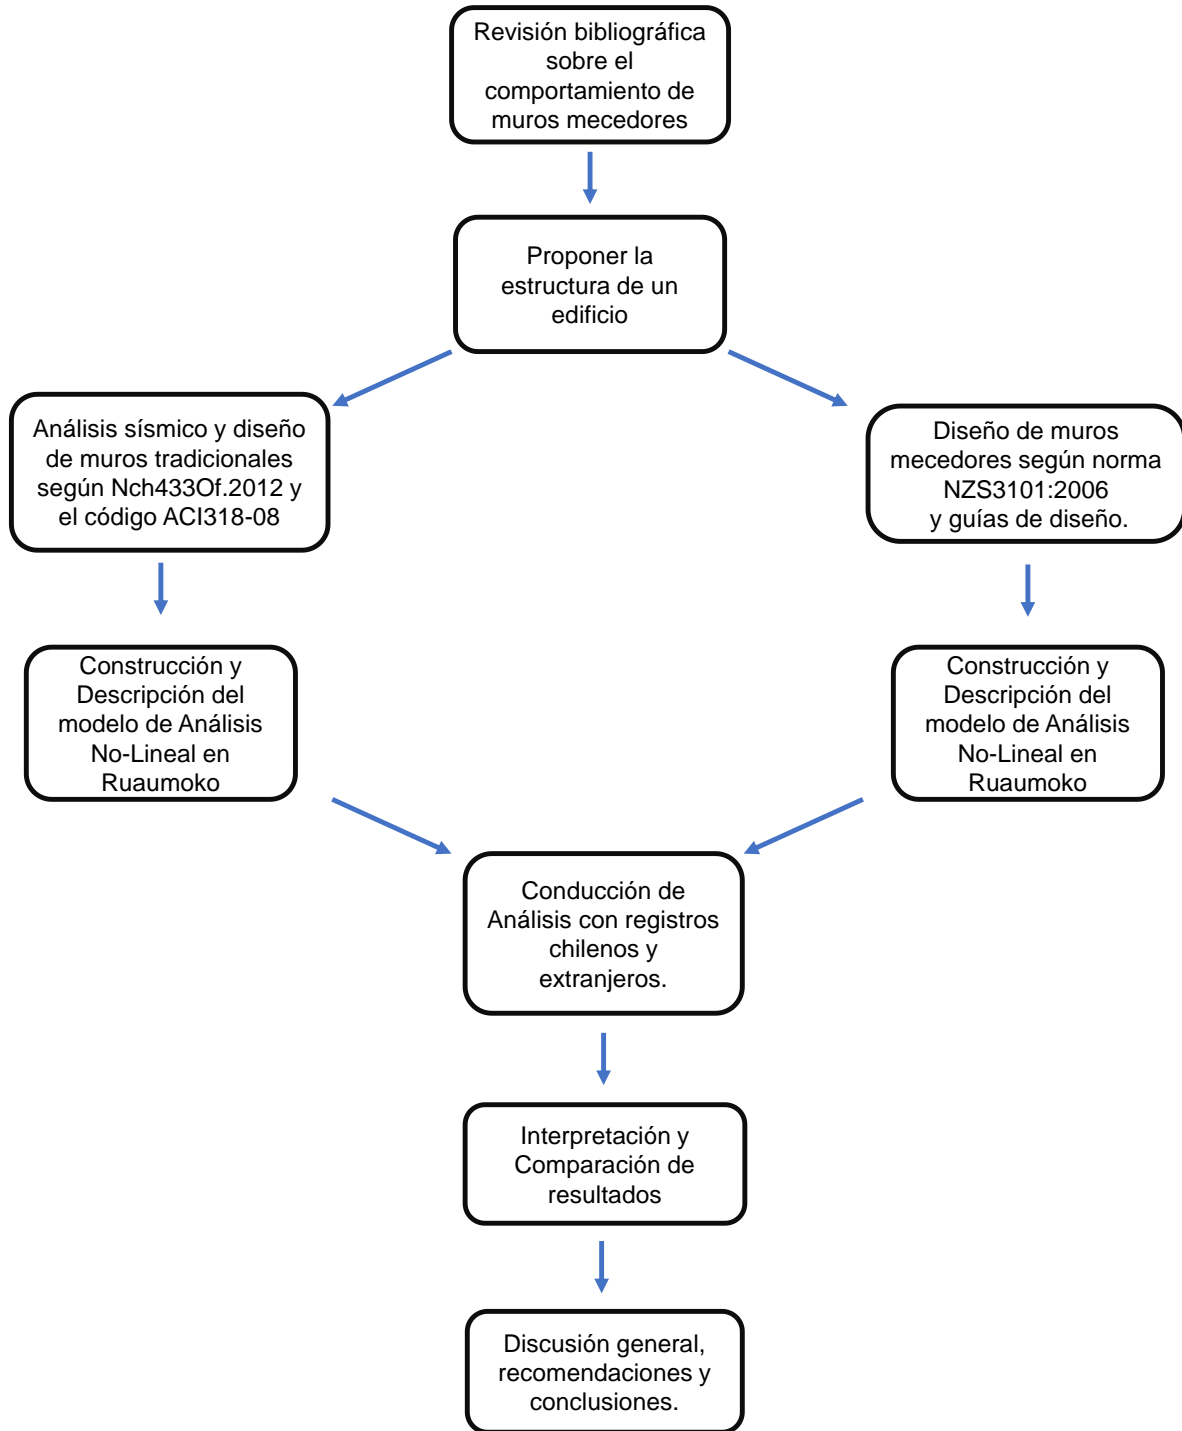 Revisión bibliográfica
sobre el
comportamiento de
muros mecedores
Proponer la
estructura de un
edificio
Análisis sísmico y diseño
de muros tradicionales
según Nch433Of.2012 y
el código ACI318-08
Diseño de muros
mecedores según norma
NZS3101:2006
y guías de diseño.
Construcción y
Descripción del
modelo de Análisis
No-Lineal en
Ruaumoko
Construcción y
Descripción del
modelo de Análisis
No-Lineal en
Ruaumoko
Conducción de
Análisis con registros
chilenos y
extranjeros.
Interpretación y
Comparación de
resultados
Discusión general,
recomendaciones y
conclusiones.